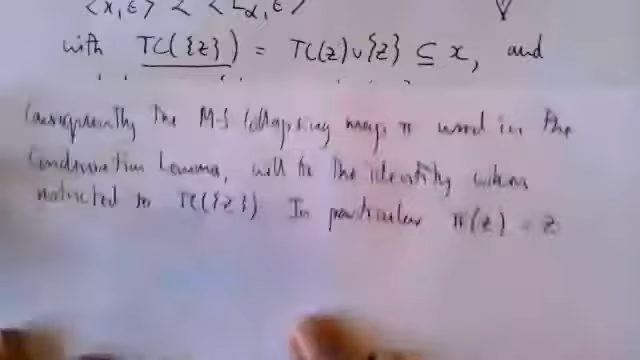 ⟨x,∈⟩ ≺ ⟨L_α,∈⟩
with TC({z}) = TC(z)∪{z} ⊆ x, and
Consequently the M-S Collapsing map π used in the
Condensation Lemma, will be the identity when
restricted to TC({z}) In particular π(z) = z